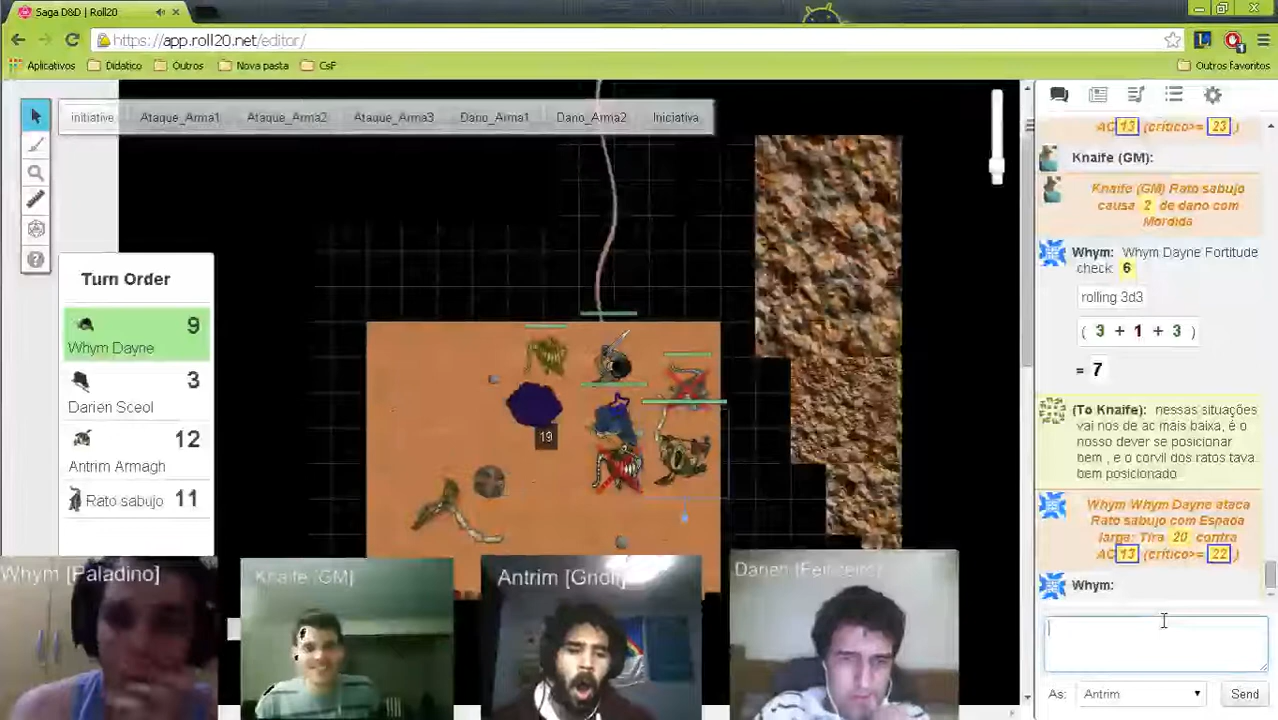 Saga D&D | Roll20
https://app.roll20.net/editor/
Aplicativos
Didatico
Outros
Nova pasta
CsF
Outros favoritos
initiative
Ataque_Arma1
Ataque_Arma2
Ataque_Arma3
Dano_Arma1
Dano_Arma2
Iniciativa
Turn Order
9
Whym Dayne
3
Darien Sceol
12
Antrim Armagh
Rato sabujo 11
19
AC 13 (crítico>= 23 )
Knaife (GM):
Knaife (GM) Rato sabujo
causa 2 de dano com
Mordida
Whym: Whym Dayne Fortitude
check: 6
rolling 3d3
( 3 + 1 + 3 )
= 7
(To Knaife): nessas situações
vai nos de ac mais baixa, é o
nosso dever se posicionar
bem , e o corvil dos ratos tava
bem posicionado
Whym Whym Dayne ataca
Rato sabujo com Espada
larga: Tira 20 contra
AC 13 (crítico>= 22 )
Whym:
As: Antrim
Send
Whym [Paladino]
Knaife [GM]
Antrim [Gnoll]
Darien [Feiticeiro]